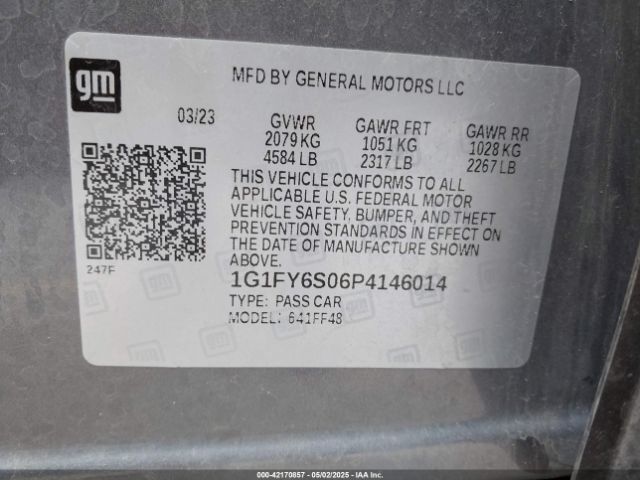 gm
MFD BY GENERAL MOTORS LLC
03/23 GVWR GAWR FRT GAWR RR
2079 KG 1051 KG 1028 KG
4584 LB 2317 LB 2267 LB
THIS VEHICLE CONFORMS TO ALL
APPLICABLE U.S. FEDERAL MOTOR
VEHICLE SAFETY, BUMPER, AND THEFT
PREVENTION STANDARDS IN EFFECT ON
THE DATE OF MANUFACTURE SHOWN
ABOVE.
247F
1G1FY6S06P4146014
TYPE: PASS CAR
MODEL: 641FF48
000-42170857 - 05/02/2025 - IAAI.COM